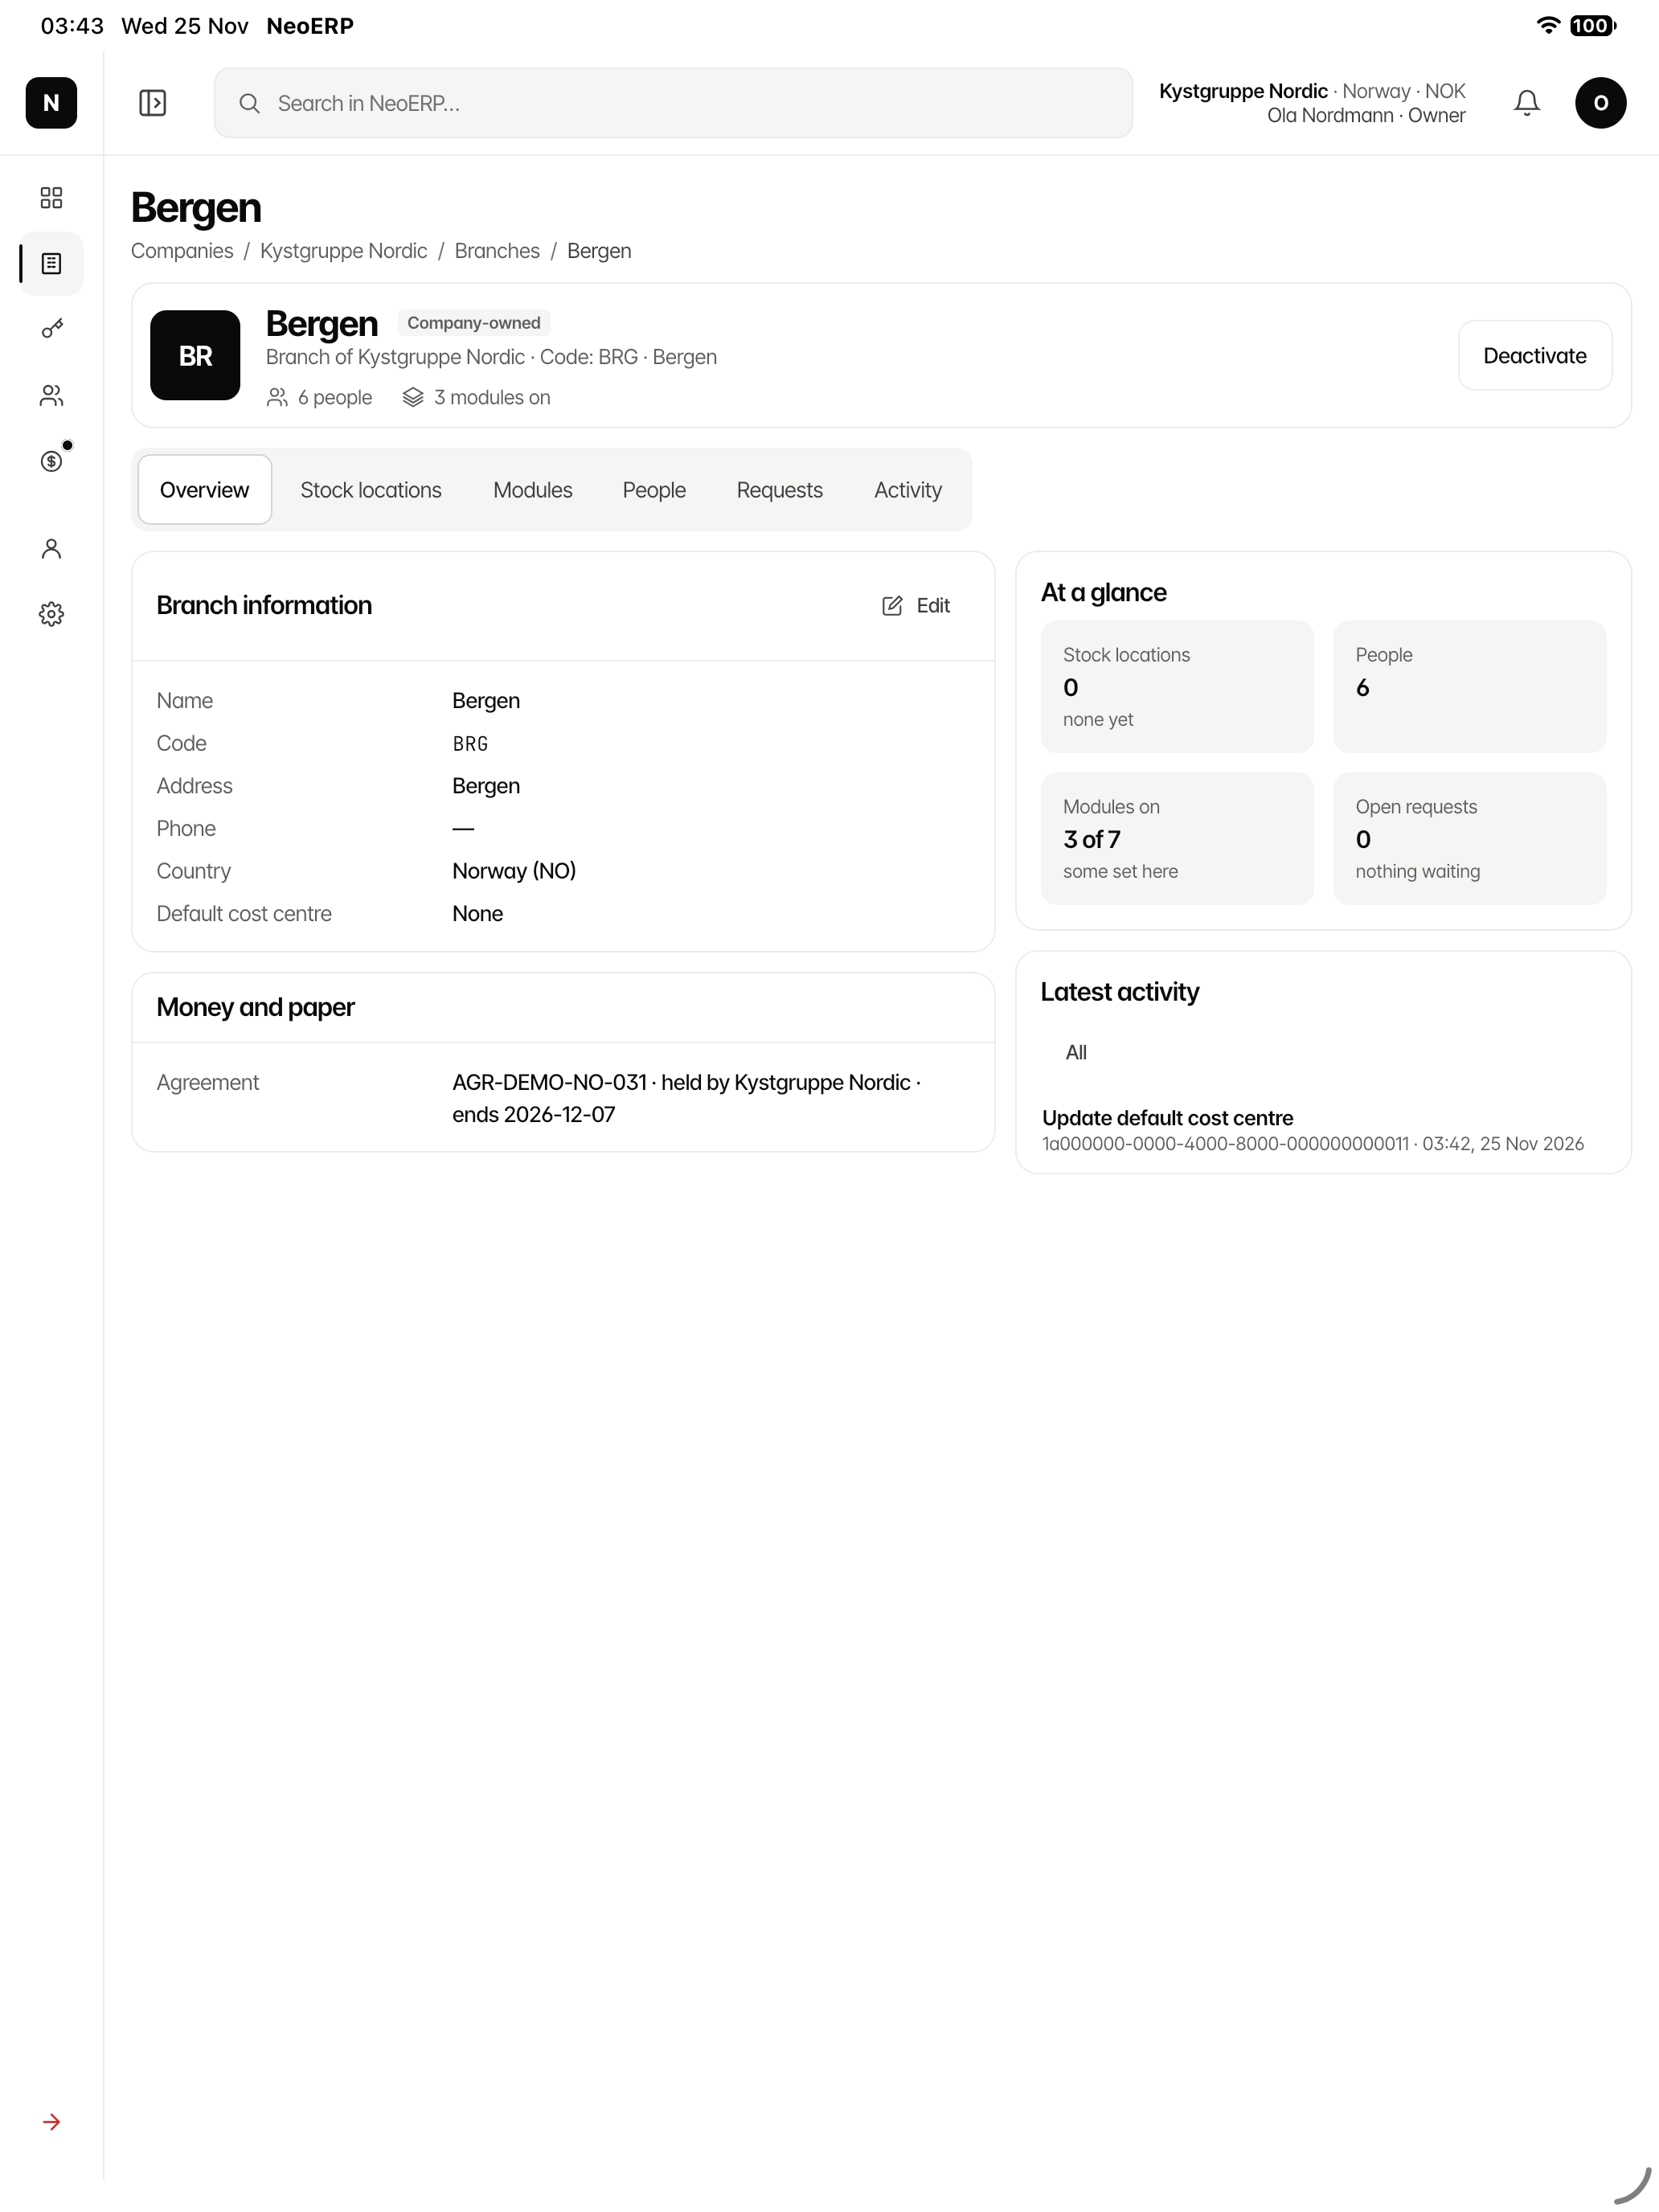 03:43 Wed 25 Nov NeoERP
100
N
Search in NeoERP...
Kystgruppe Nordic · Norway · NOK
Ola Nordmann · Owner
O
Bergen
Companies / Kystgruppe Nordic / Branches / Bergen
BR
Bergen Company-owned
Branch of Kystgruppe Nordic · Code: BRG · Bergen
6 people 3 modules on
Deactivate
Overview Stock locations Modules People Requests Activity
Branch information
Edit
Name Bergen
Code BRG
Address Bergen
Phone —
Country Norway (NO)
Default cost centre None
Money and paper
Agreement AGR-DEMO-NO-031 · held by Kystgruppe Nordic ·
ends 2026-12-07
At a glance
Stock locations
0
none yet
People
6
Modules on
3 of 7
some set here
Open requests
0
nothing waiting
Latest activity
All
Update default cost centre
1a000000-0000-4000-8000-000000000011 · 03:42, 25 Nov 2026